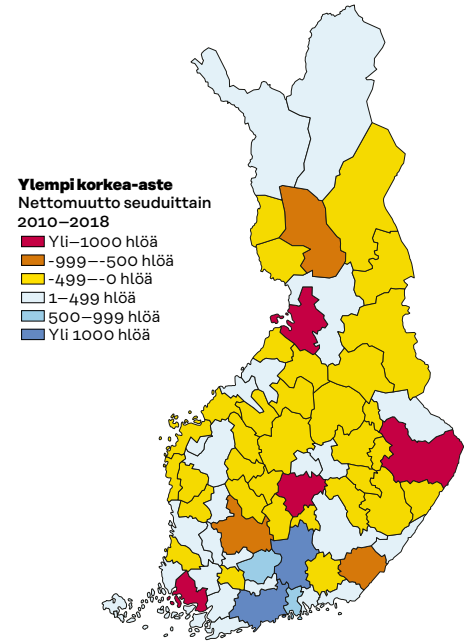 Ylempi korkea-aste
Nettomuutto seuduittain
2010–2018
Yli–1000 hlöä
-999–-500 hlöä
-499–-0 hlöä
1–499 hlöä
500–999 hlöä
Yli 1000 hlöä